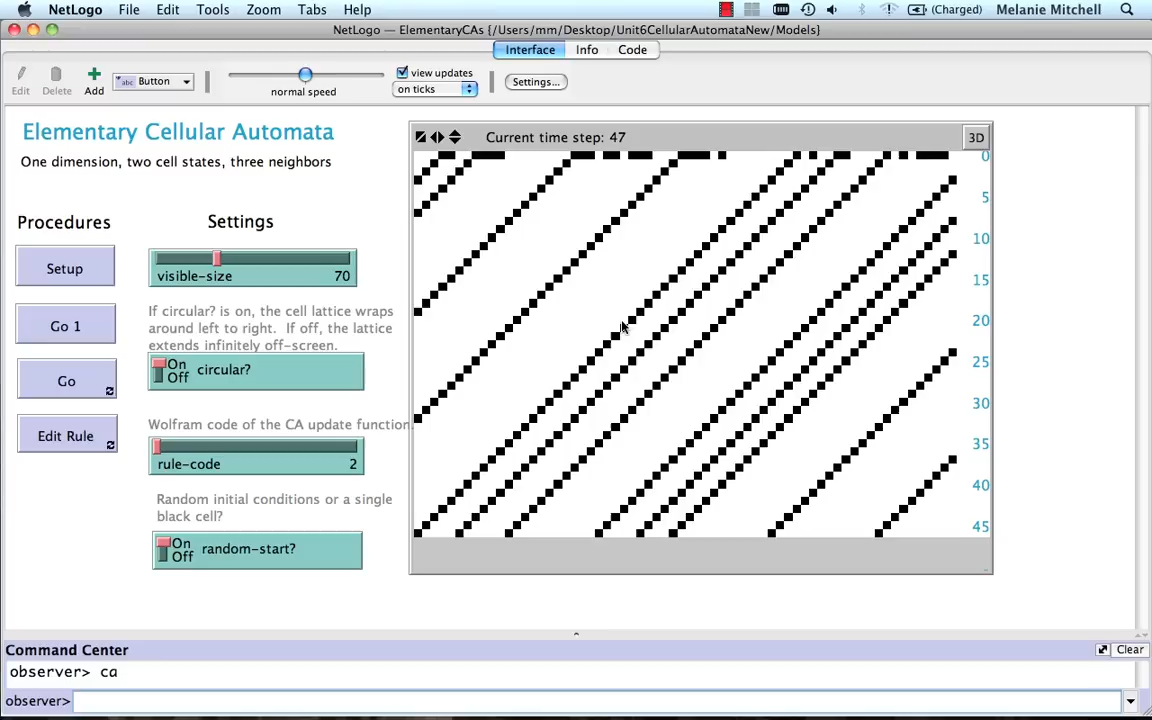 NetLogo File Edit Tools Zoom Tabs Help (Charged) Melanie Mitchell
NetLogo — ElementaryCAs {/Users/mm/Desktop/Unit6CellularAutomataNew/Models}
Interface Info Code
Edit Delete Add abc Button normal speed view updates on ticks Settings...
Elementary Cellular Automata
One dimension, two cell states, three neighbors
Procedures
Settings
Setup
Go 1
Go
Edit Rule
visible-size 70
If circular? is on, the cell lattice wraps
around left to right. If off, the lattice
extends infinitely off-screen.
On
Off
circular?
Wolfram code of the CA update function.
rule-code 2
Random initial conditions or a single
black cell?
On
Off
random-start?
Current time step: 47
3D
0
5
10
15
20
25
30
35
40
45
Command Center
Clear
observer> ca
observer>